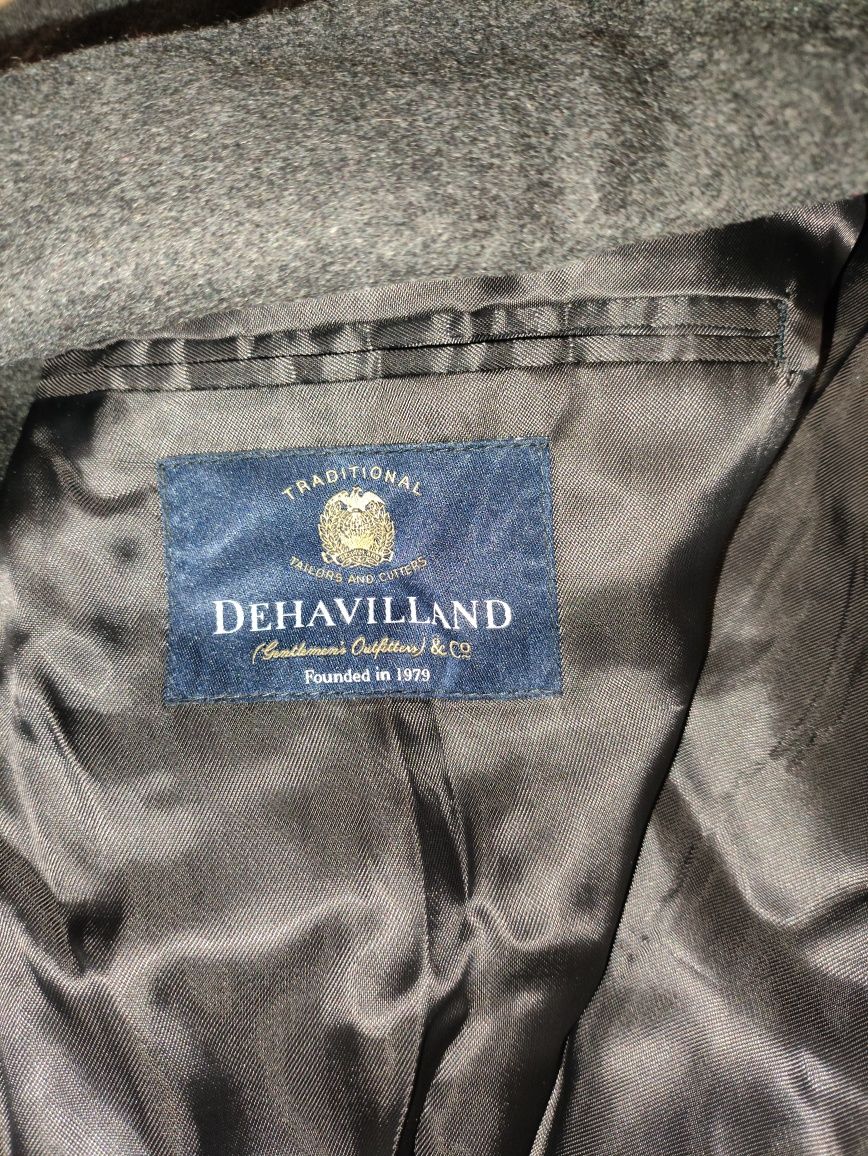 TRADITIONAL
TAILORS AND CUTTERS
DEHAVILLAND
(Gentlemen's Outfitters) & Co
Founded in 1979